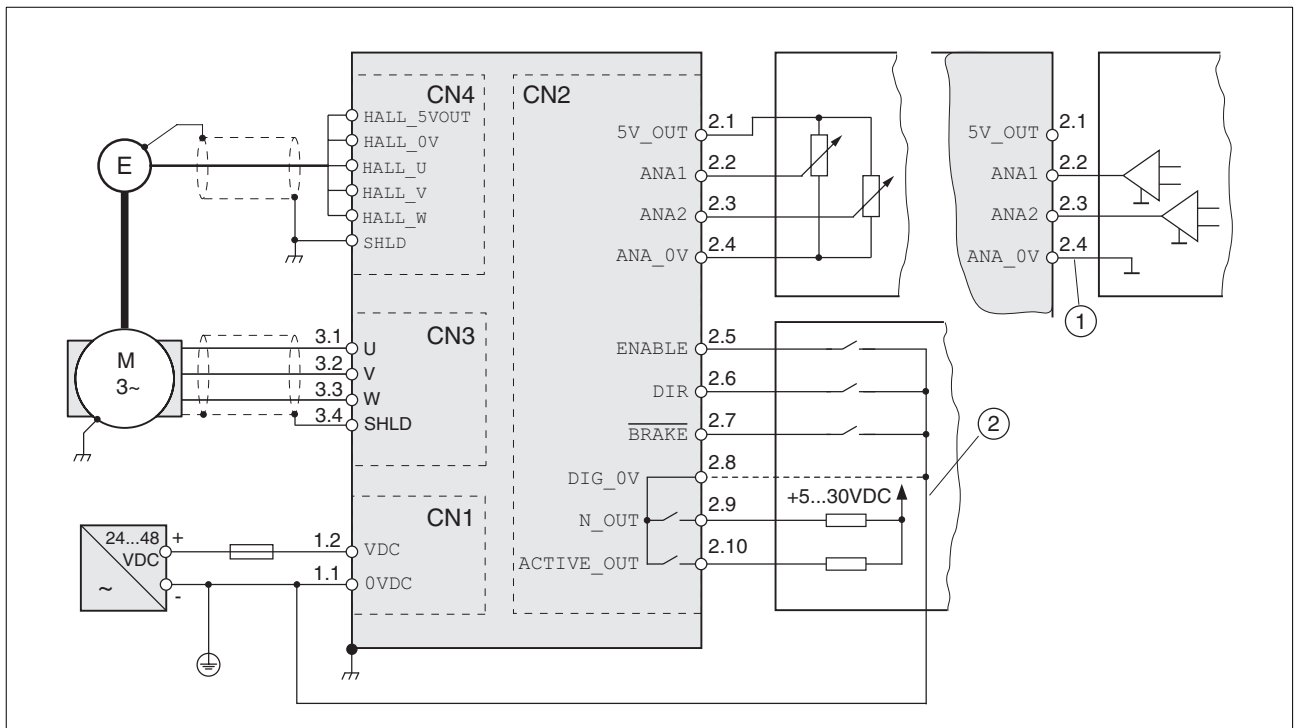 CN4
HALL_5VOUT
HALL_0V
HALL_U
HALL_V
HALL_W
SHLD
E
CN2
5V_OUT 2.1
ANA1 2.2
ANA2 2.3
ANA_0V 2.4
5V_OUT 2.1
ANA1 2.2
ANA2 2.3
ANA_0V 2.4
1
CN3
M
3~
3.1 U
3.2 V
3.3 W
3.4 SHLD
ENABLE 2.5
DIR 2.6
BRAKE 2.7
DIG_0V 2.8
N_OUT 2.9
ACTIVE_OUT 2.10
+5...30VDC
2
CN1
24...48
VDC
~
+
-
1.2 VDC
1.1 0VDC